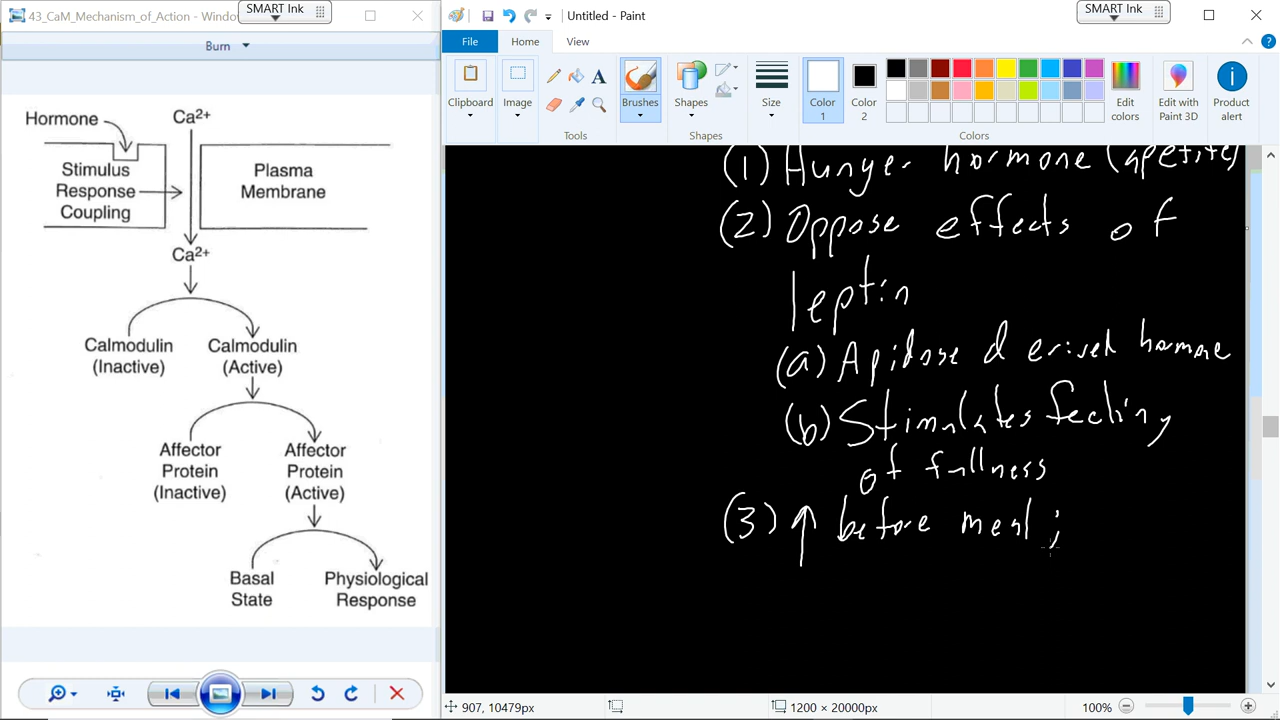 43_CaM_Mechanism_of_Action - Windo
SMART Ink
Burn
Hormone
Ca2+
Stimulus
Response
Coupling
Plasma
Membrane
Ca2+
Calmodulin
(Inactive)
Calmodulin
(Active)
Affector
Protein
(Inactive)
Affector
Protein
(Active)
Basal
State
Physiological
Response
Untitled - Paint
SMART Ink
File
Home
View
Clipboard
Image
Tools
Brushes
Shapes
Shapes
Size
Color
1
Color
2
Colors
Edit
colors
Edit with
Paint 3D
Product
alert
(1) Hunger hormone (apetite)
(2) Oppose effects of
leptin
(a) Apidose derived hormone
(b) Stimulates feeling
of fullness
(3) ↑ before meal ;
907, 10479px
1200 × 20000px
100%